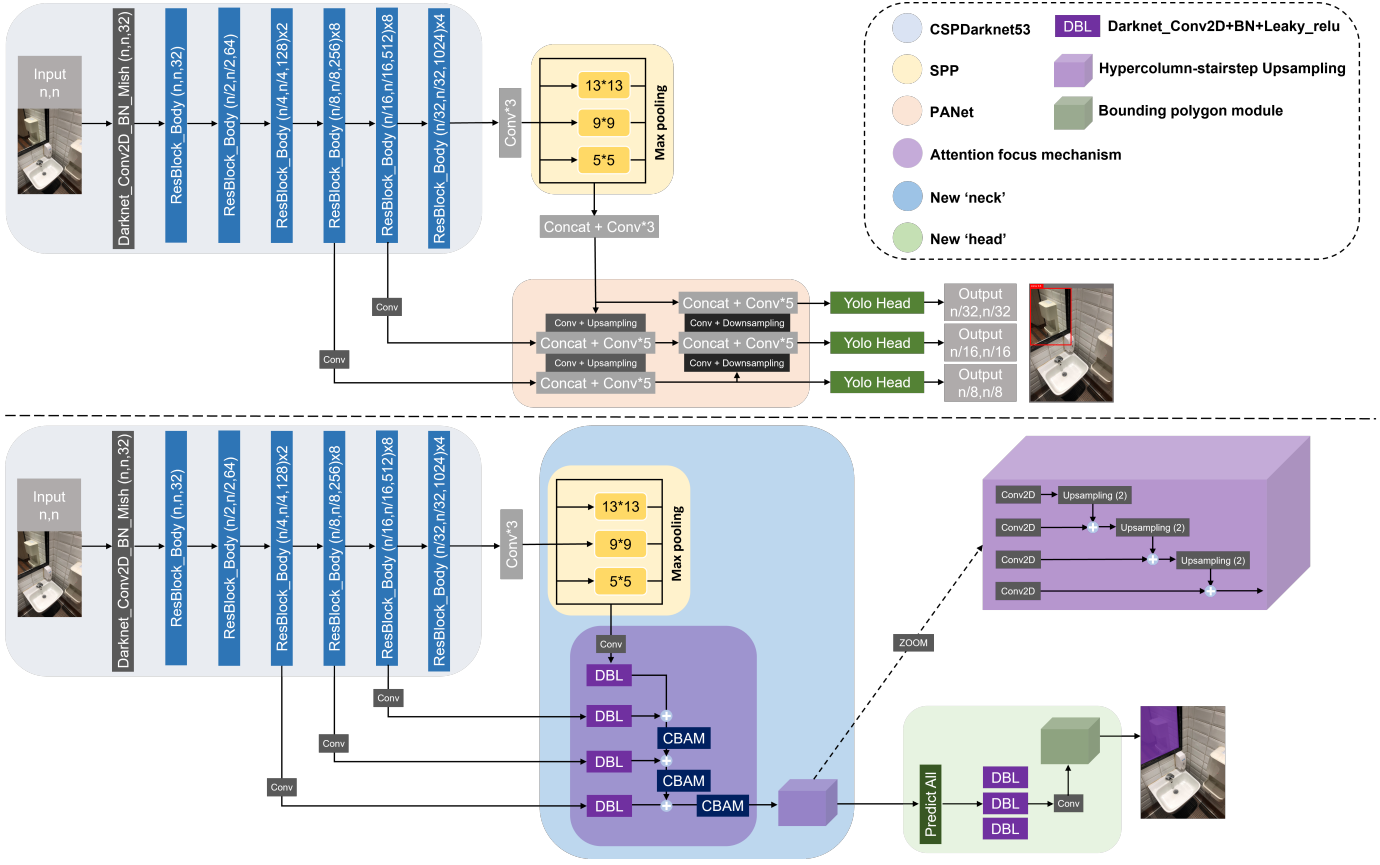 Input
n,n
Darknet_Conv2D_BN_Mish (n,n,32)
ResBlock_Body (n,n,32)
ResBlock_Body (n/2,n/2,64)
ResBlock_Body (n/4,n/4,128)x2
ResBlock_Body (n/8,n/8,256)x8
ResBlock_Body (n/16,n/16,512)x8
ResBlock_Body (n/32,n/32,1024)x4
Conv*3
13*13
9*9
5*5
Max pooling
Concat + Conv*3
Conv
Conv
Concat + Conv*5
Conv + Upsampling
Conv + Downsampling
Concat + Conv*5
Concat + Conv*5
Conv + Upsampling
Conv + Downsampling
Concat + Conv*5
Yolo Head
Yolo Head
Yolo Head
Output
n/32,n/32
Output
n/16,n/16
Output
n/8,n/8
CSPDarknet53
SPP
PANet
Attention focus mechanism
New ‘neck’
New ‘head’
DBL
Darknet_Conv2D+BN+Leaky_relu
Hypercolumn-stairstep Upsampling
Bounding polygon module
Input
n,n
Darknet_Conv2D_BN_Mish (n,n,32)
ResBlock_Body (n,n,32)
ResBlock_Body (n/2,n/2,64)
ResBlock_Body (n/4,n/4,128)x2
ResBlock_Body (n/8,n/8,256)x8
ResBlock_Body (n/16,n/16,512)x8
ResBlock_Body (n/32,n/32,1024)x4
Conv*3
13*13
9*9
5*5
Max pooling
Conv
Conv
Conv
Conv
DBL
DBL
DBL
DBL
CBAM
CBAM
CBAM
ZOOM
Conv2D
Upsampling (2)
Conv2D
Upsampling (2)
Conv2D
Upsampling (2)
Conv2D
Predict All
DBL
DBL
DBL
Conv